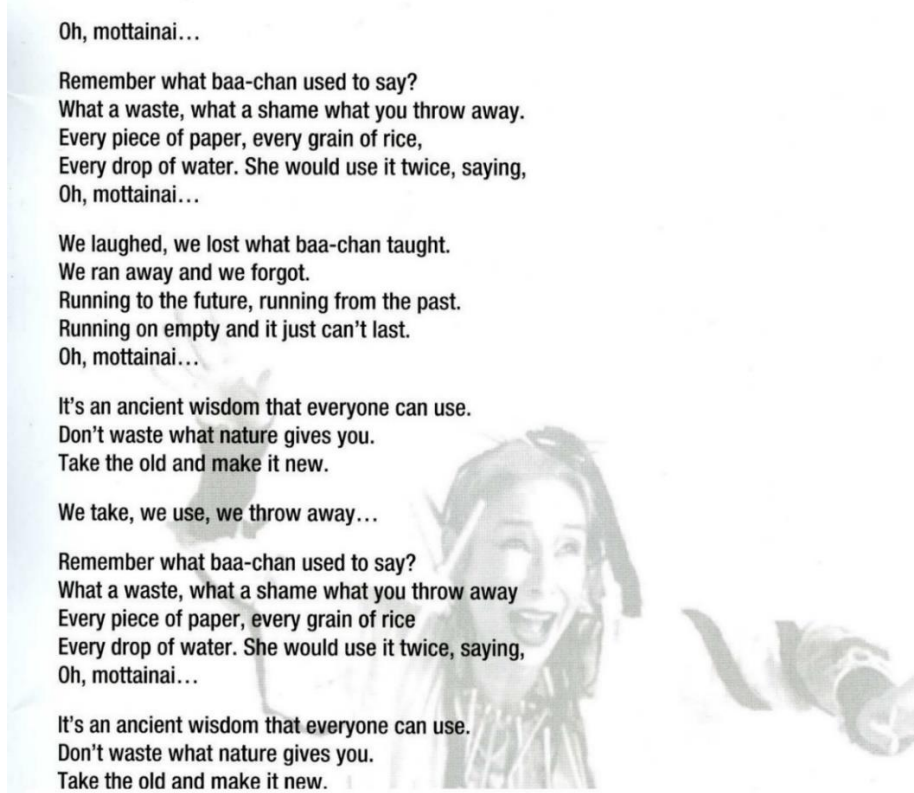 Oh, mottainai...
Remember what baa-chan used to say?
What a waste, what a shame what you throw away.
Every piece of paper, every grain of rice,
Every drop of water. She would use it twice, saying,
Oh, mottainai...
We laughed, we lost what baa-chan taught.
We ran away and we forgot.
Running to the future, running from the past.
Running on empty and it just can't last.
Oh, mottainai...
It's an ancient wisdom that everyone can use.
Don't waste what nature gives you.
Take the old and make it new.
We take, we use, we throw away...
Remember what baa-chan used to say?
What a waste, what a shame what you throw away
Every piece of paper, every grain of rice
Every drop of water. She would use it twice, saying,
Oh, mottainai...
It's an ancient wisdom that everyone can use.
Don't waste what nature gives you.
Take the old and make it new.